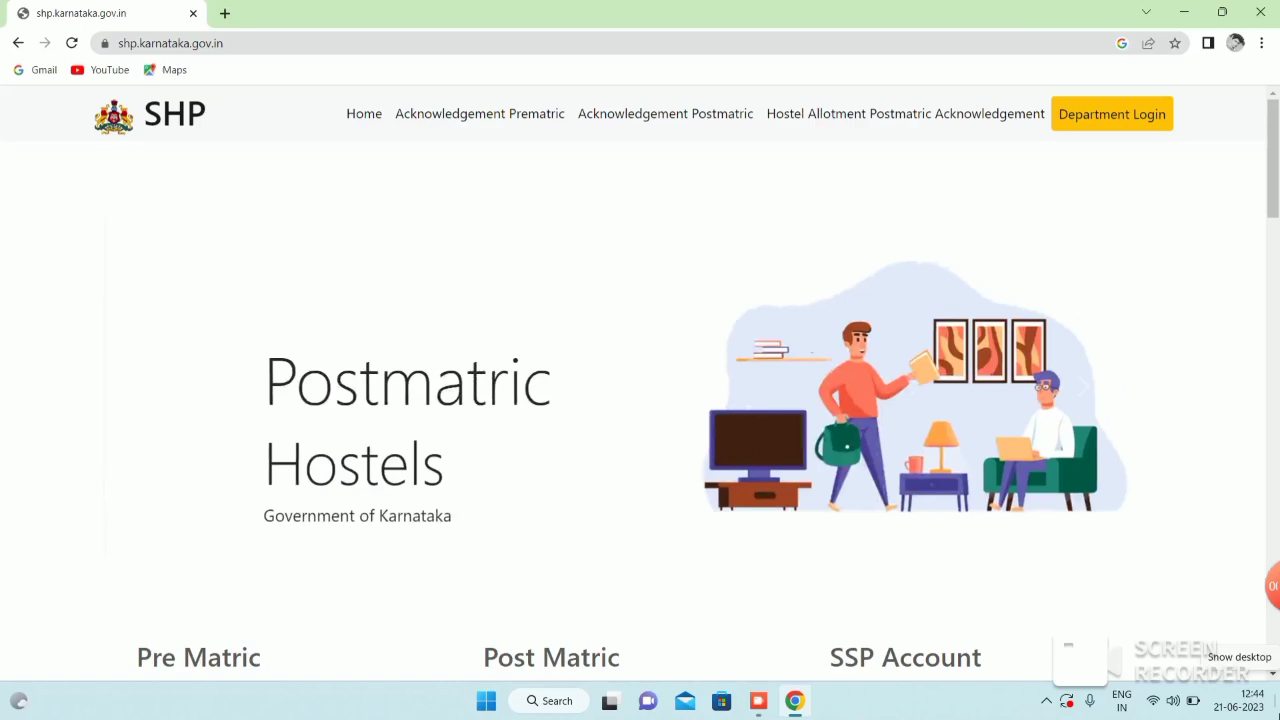 shp.karnataka.gov.in
shp.karnataka.gov.in
Gmail YouTube Maps
SHP
Home Acknowledgement Prematric Acknowledgement Postmatric Hostel Allotment Postmatric Acknowledgement Department Login
Postmatric
Hostels
Government of Karnataka
Pre Matric Post Matric SSP Account
SCREEN
RECORDER
Show desktop
Search
ENG
IN
12:44
21-06-2023